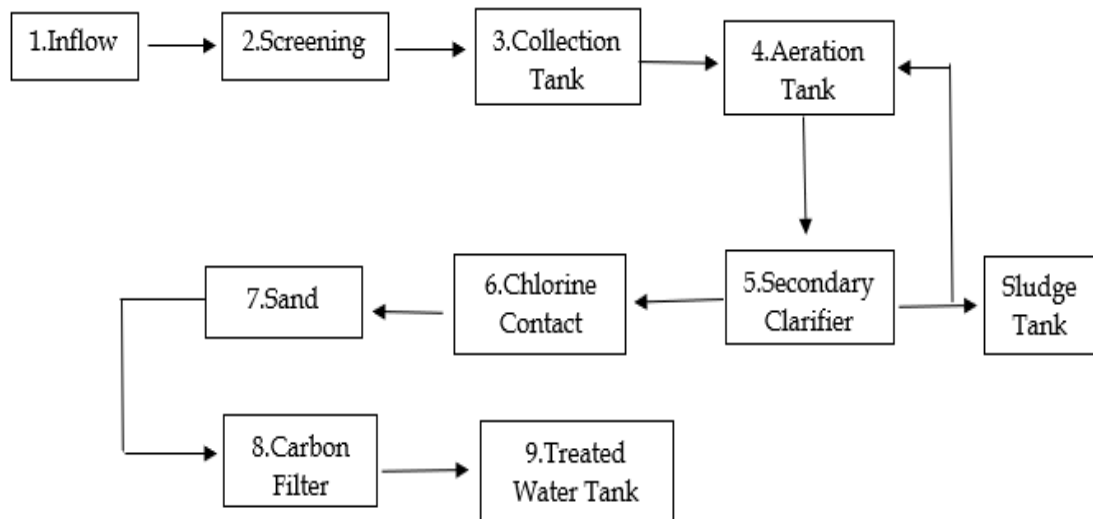 1.Inflow
2.Screening
3.Collection
Tank
4.Aeration
Tank
5.Secondary
Clarifier
Sludge
Tank
6.Chlorine
Contact
7.Sand
8.Carbon
Filter
9.Treated
Water Tank